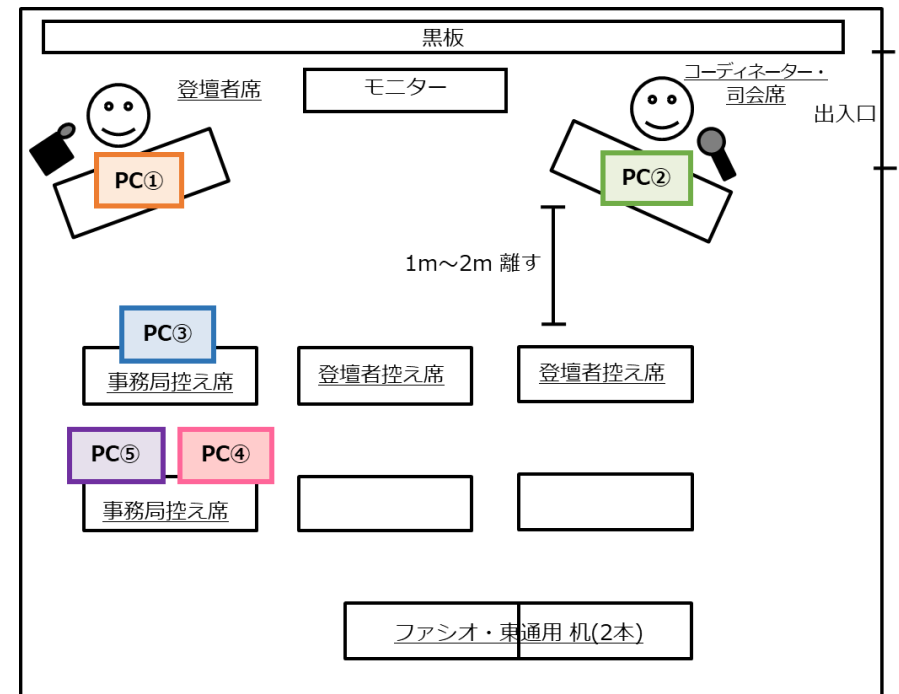 黒板
登壇者席
モニター
コーディネーター・
司会席
出入口
PC①
PC②
1m～2m 離す
PC③
事務局控え席
登壇者控え席
登壇者控え席
PC⑤
PC④
事務局控え席
ファシオ・東通用 机(2本)